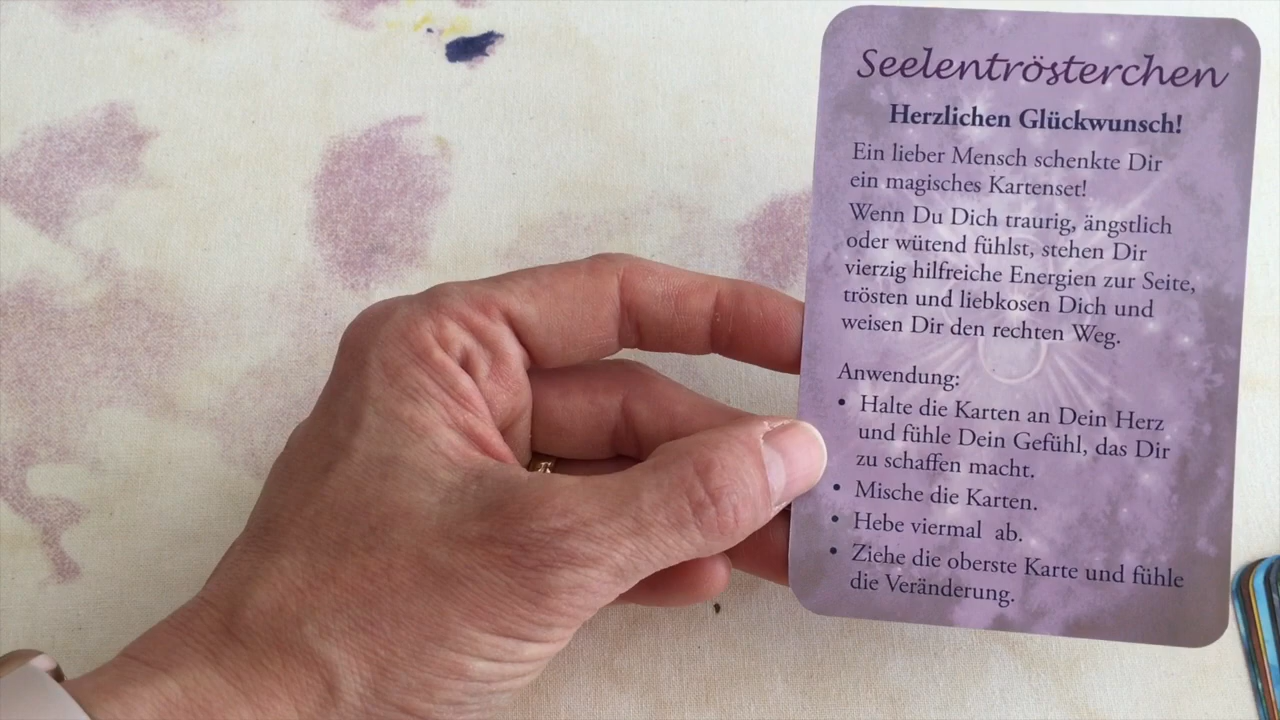 Seelentrösterchen
Herzlichen Glückwunsch!
Ein lieber Mensch schenkte Dir
ein magisches Kartenset!
Wenn Du Dich traurig, ängstlich
oder wütend fühlst, stehen Dir
vierzig hilfreiche Energien zur Seite,
trösten und liebkosen Dich und
weisen Dir den rechten Weg.
Anwendung:
• Halte die Karten an Dein Herz
und fühle Dein Gefühl, das Dir
zu schaffen macht.
• Mische die Karten.
• Hebe viermal ab.
• Ziehe die oberste Karte und fühle
die Veränderung.